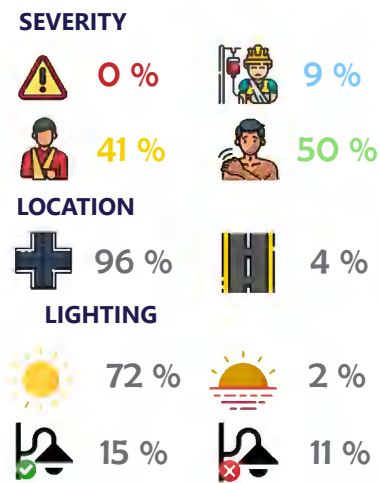 SEVERITY
0 % 9 %
41 % 50 %
LOCATION
96 % 4 %
LIGHTING
72 % 2 %
15 % 11 %